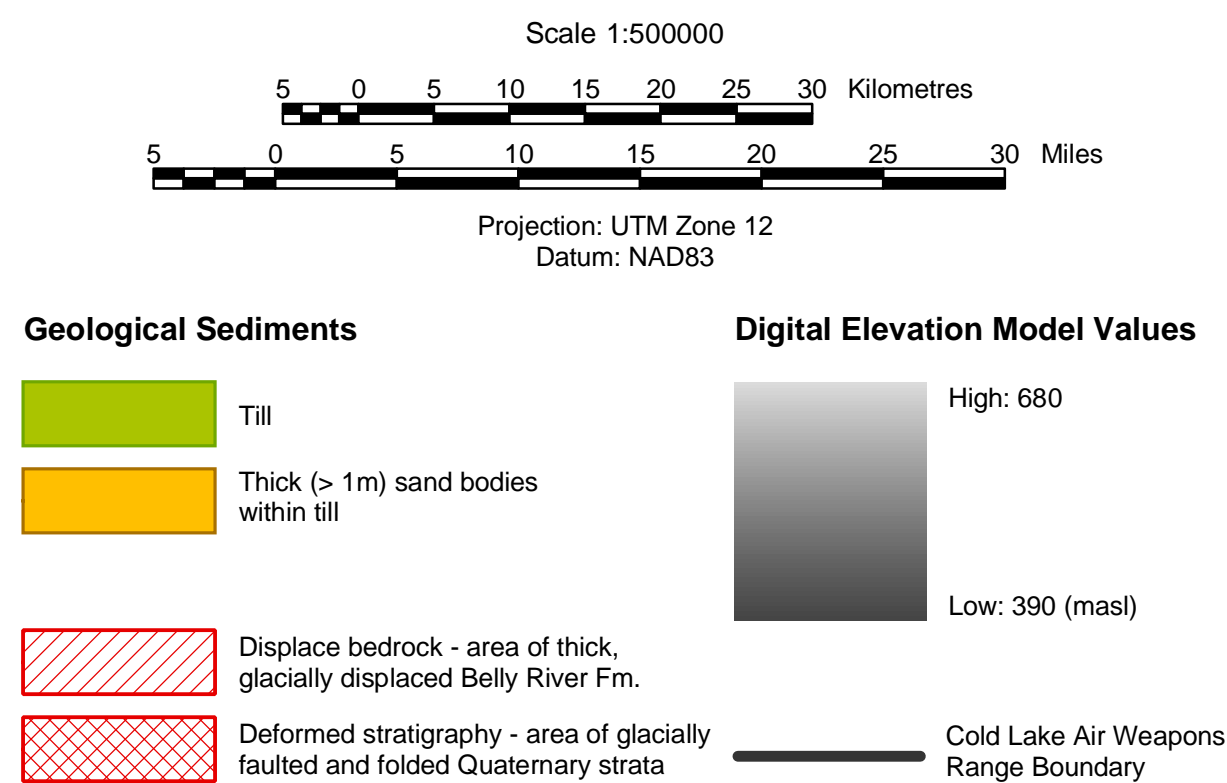 Scale 1:500000
5 0 5 10 15 20 25 30 Kilometres
5 0 5 10 15 20 25 30 Miles
Projection: UTM Zone 12
Datum: NAD83
Geological Sediments
Till
Thick (> 1m) sand bodies
within till
Displace bedrock - area of thick,
glacially displaced Belly River Fm.
Deformed stratigraphy - area of glacially
faulted and folded Quaternary strata
Digital Elevation Model Values
High: 680
Low: 390 (masl)
Cold Lake Air Weapons
Range Boundary